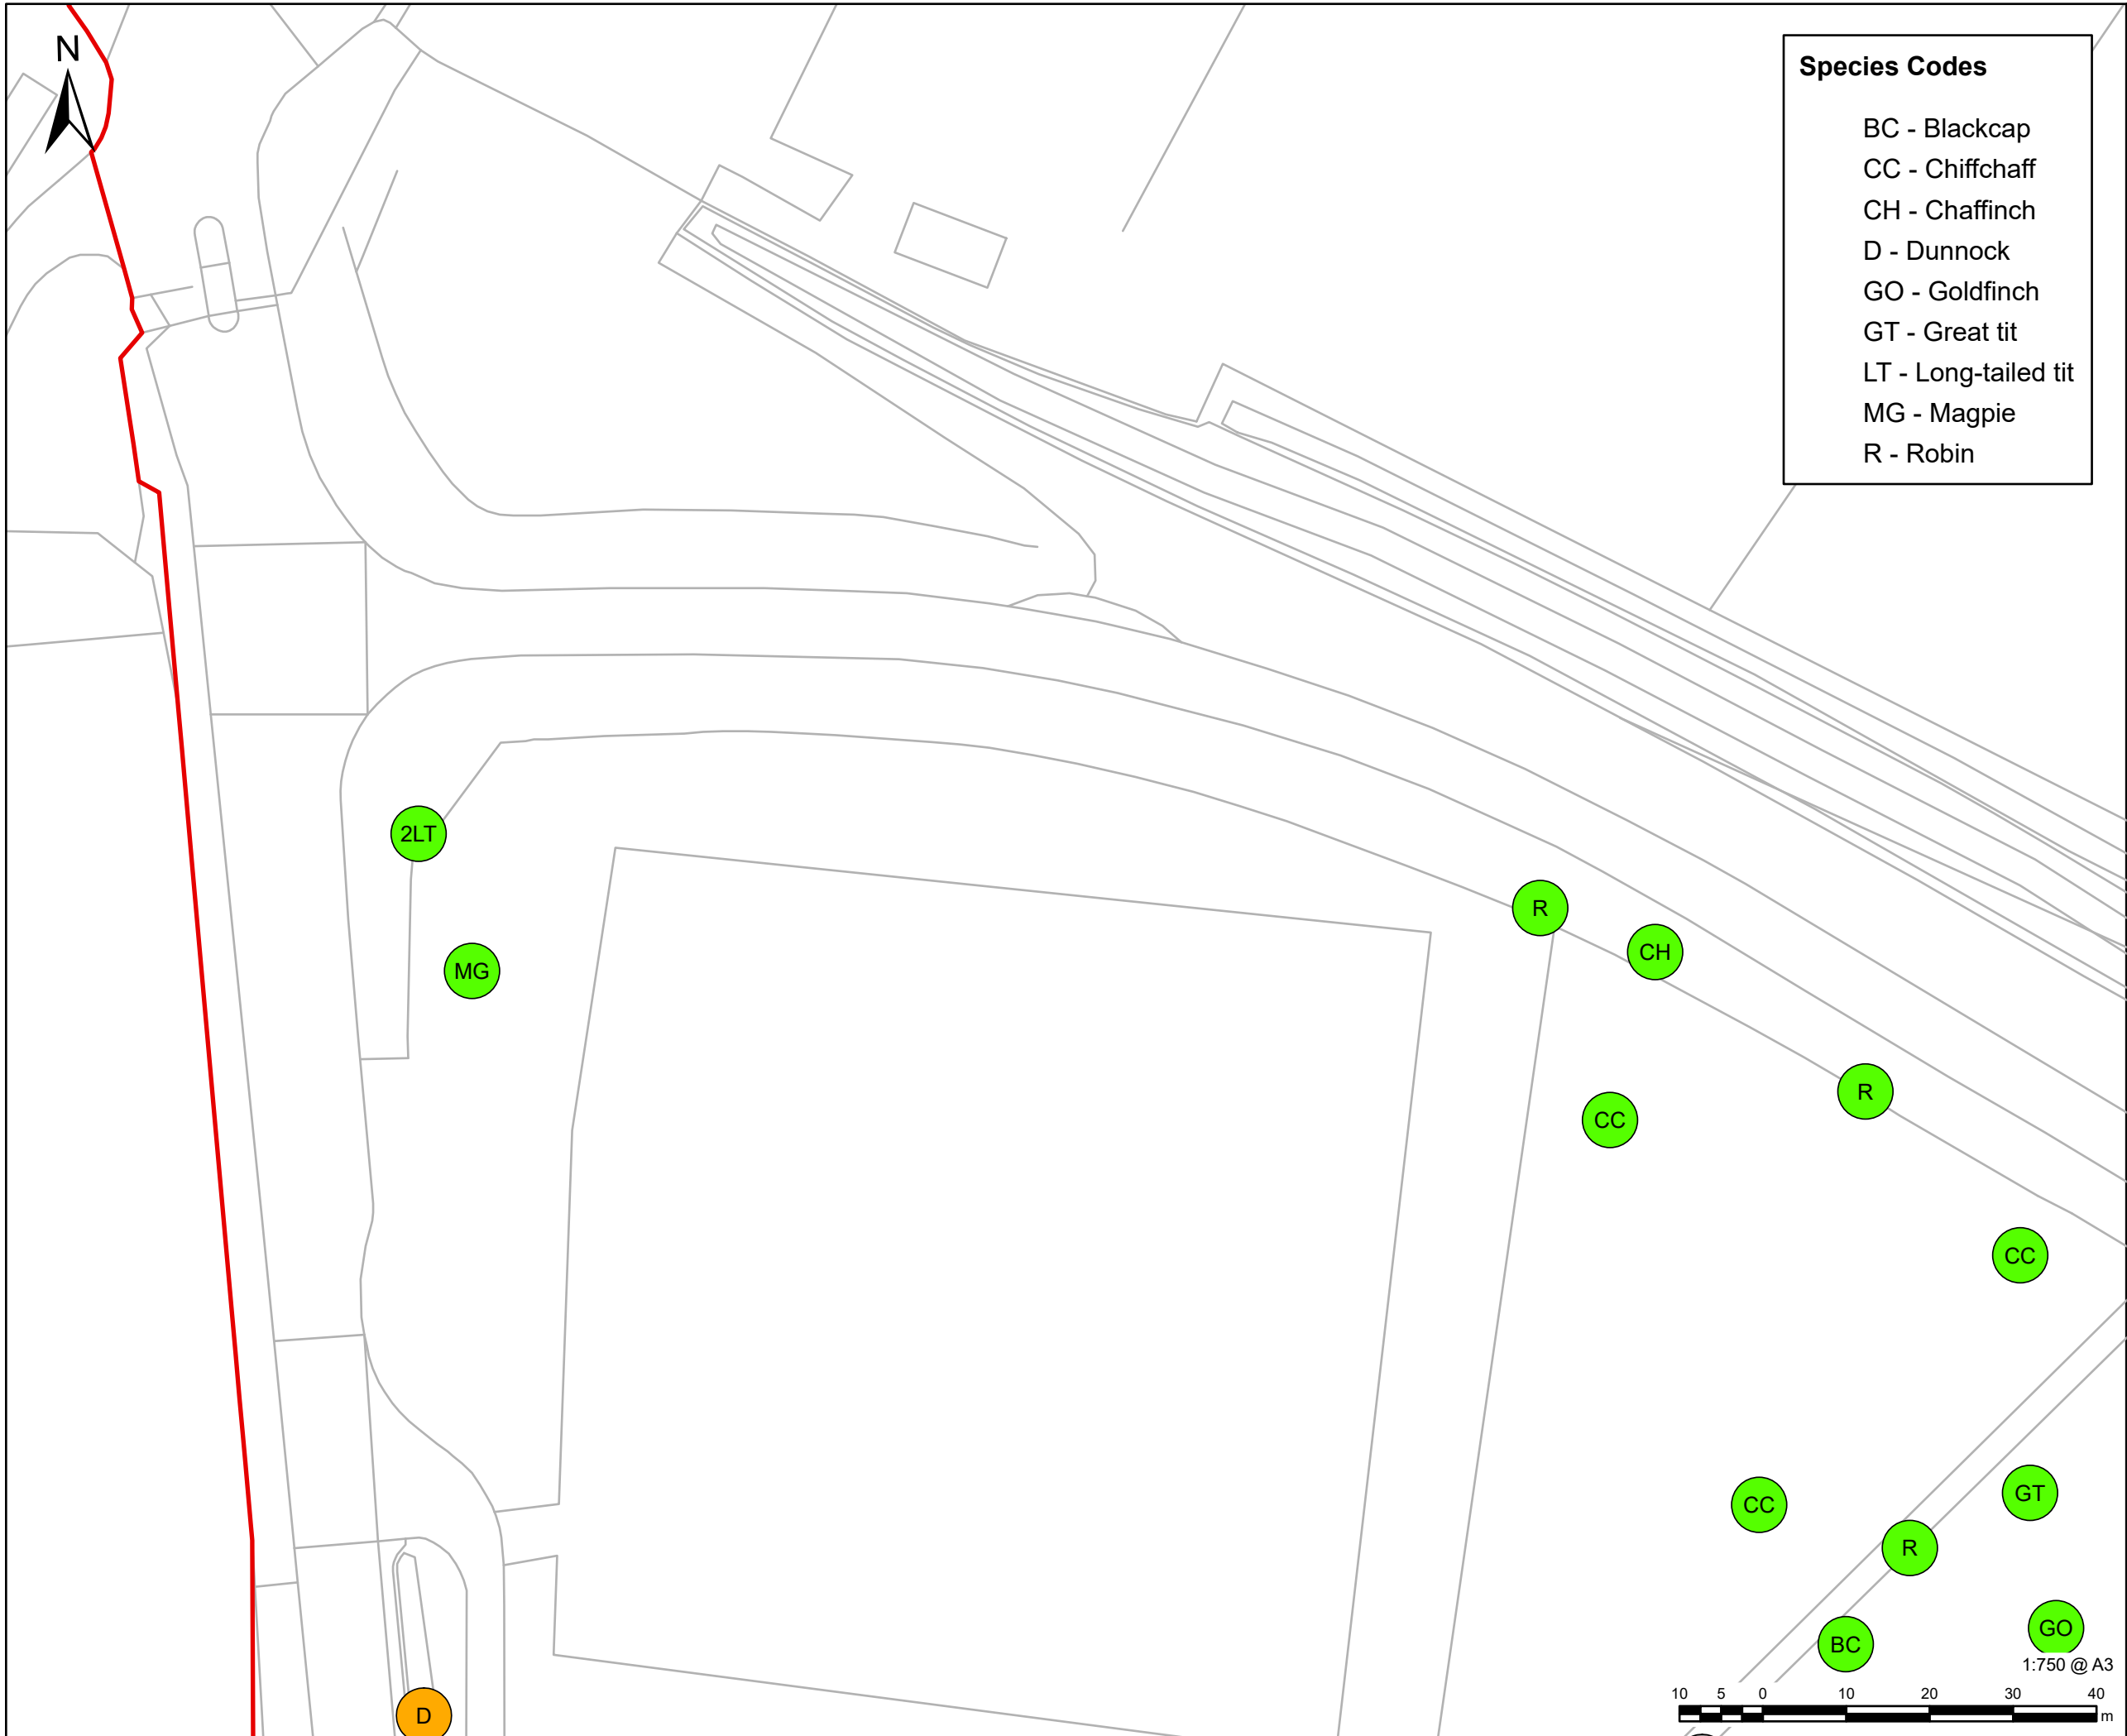 N
Species Codes
BC - Blackcap
CC - Chiffchaff
CH - Chaffinch
D - Dunnock
GO - Goldfinch
GT - Great tit
LT - Long-tailed tit
MG - Magpie
R - Robin
2LT
R
CH
MG
R
CC
CC
GT
CC
R
GO
BC
1:750 @ A3
10 5 0 10 20 30 40
m
D